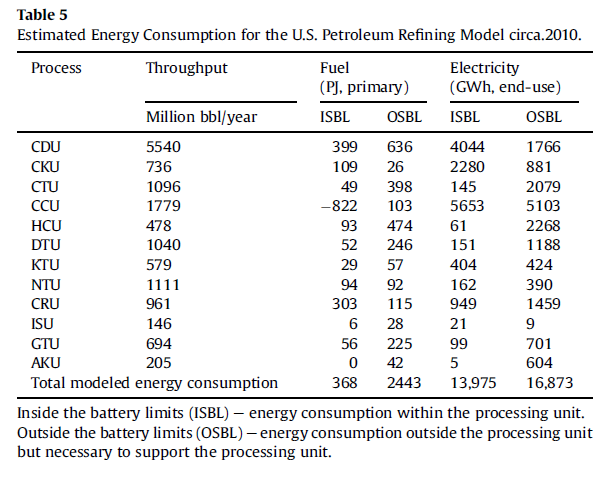 Table 5
Estimated Energy Consumption for the U.S. Petroleum Refining Model circa.2010.
Process Throughput Fuel Electricity
(PJ, primary) (GWh, end-use)
Million bbl/year ISBL OSBL ISBL OSBL
CDU 5540 399 636 4044 1766
CKU 736 109 26 2280 881
CTU 1096 49 398 145 2079
CCU 1779 −822 103 5653 5103
HCU 478 93 474 61 2268
DTU 1040 52 246 151 1188
KTU 579 29 57 404 424
NTU 1111 94 92 162 390
CRU 961 303 115 949 1459
ISU 146 6 28 21 9
GTU 694 56 225 99 701
AKU 205 0 42 5 604
Total modeled energy consumption 368 2443 13,975 16,873
Inside the battery limits (ISBL) – energy consumption within the processing unit.
Outside the battery limits (OSBL) – energy consumption outside the processing unit
but necessary to support the processing unit.